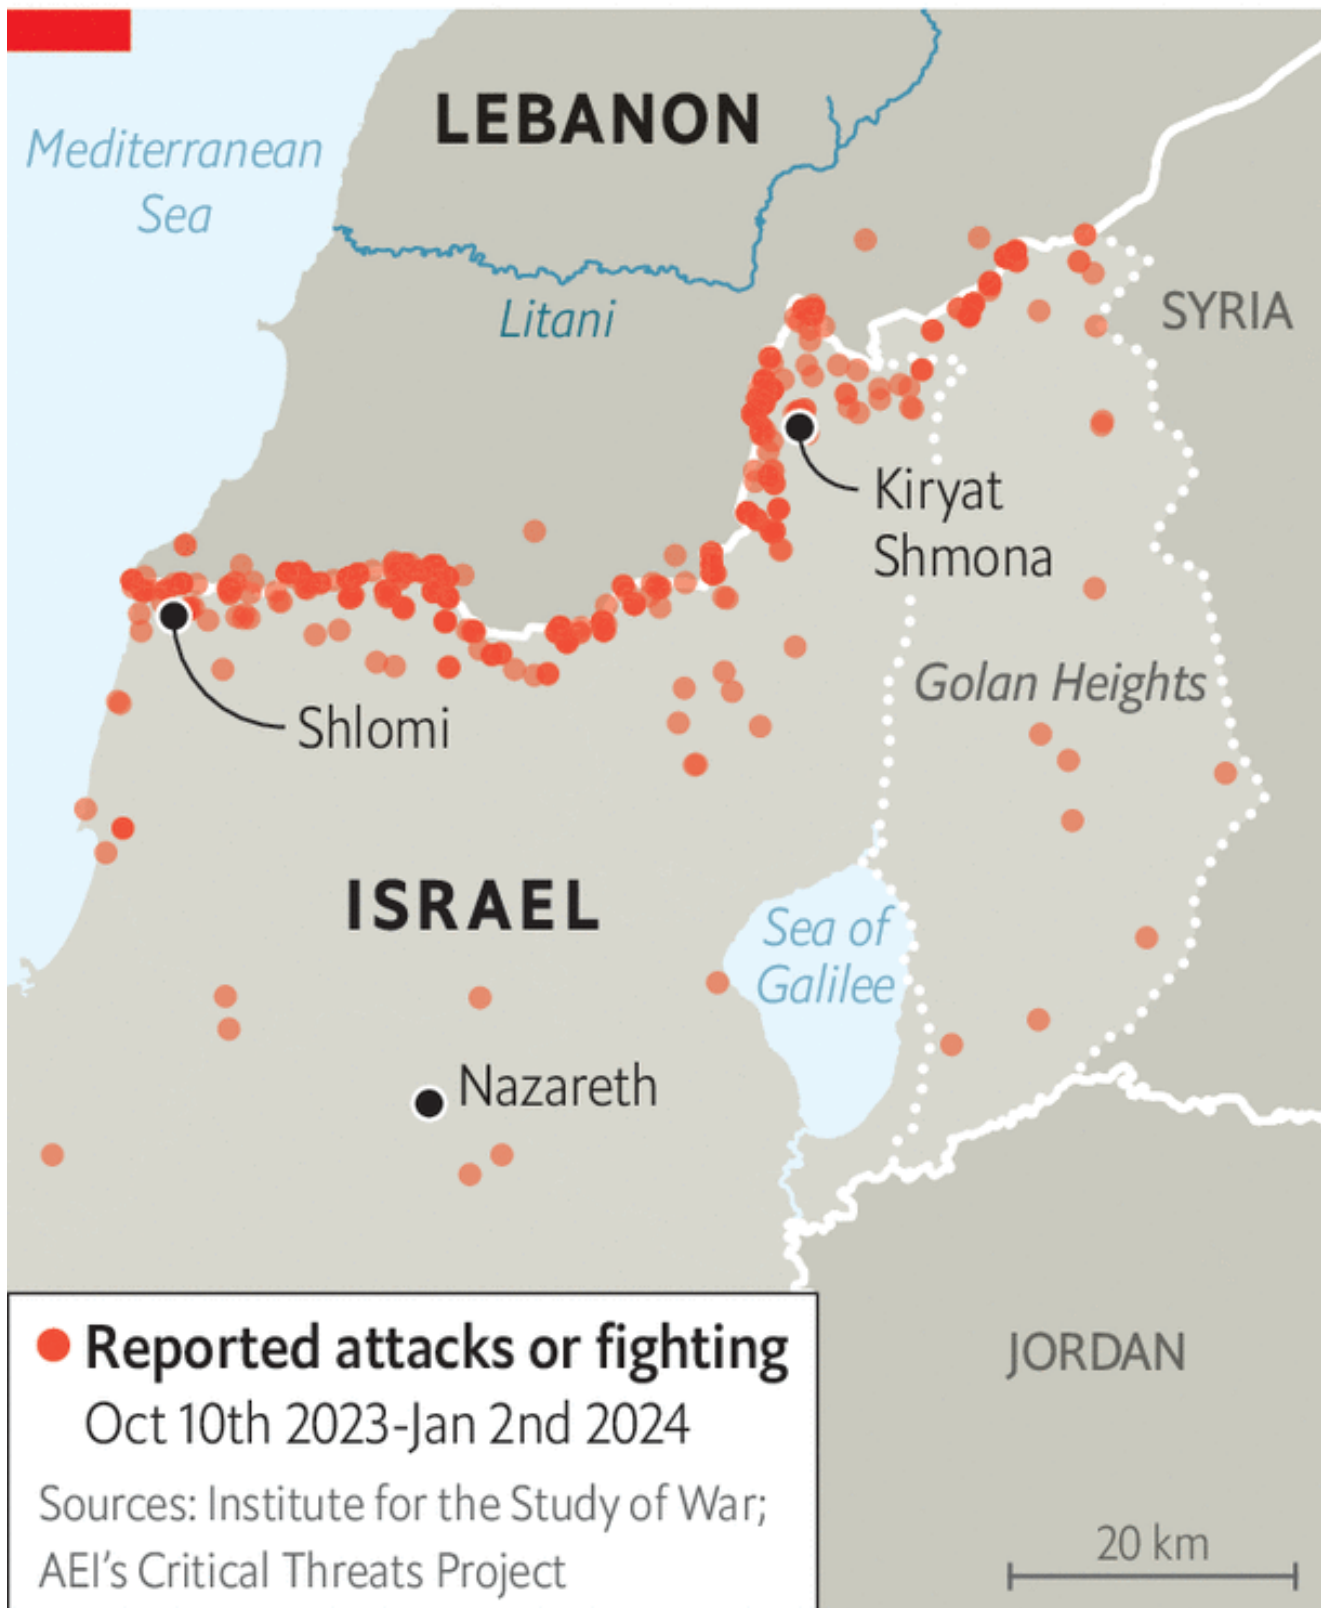 LEBANON
Mediterranean
Sea
Litani
SYRIA
Kiryat
Shmona
Golan Heights
Shlomi
ISRAEL
Sea of
Galilee
Nazareth
JORDAN
Reported attacks or fighting
Oct 10th 2023-Jan 2nd 2024
Sources: Institute for the Study of War;
AEI’s Critical Threats Project
20 km